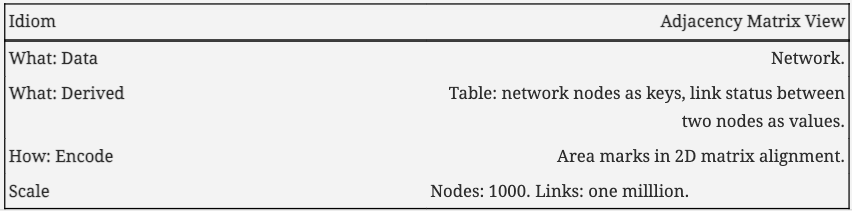 Idiom Adjacency Matrix View
What: Data Network.
What: Derived Table: network nodes as keys, link status between
two nodes as values.
How: Encode Area marks in 2D matrix alignment.
Scale Nodes: 1000. Links: one milllion.